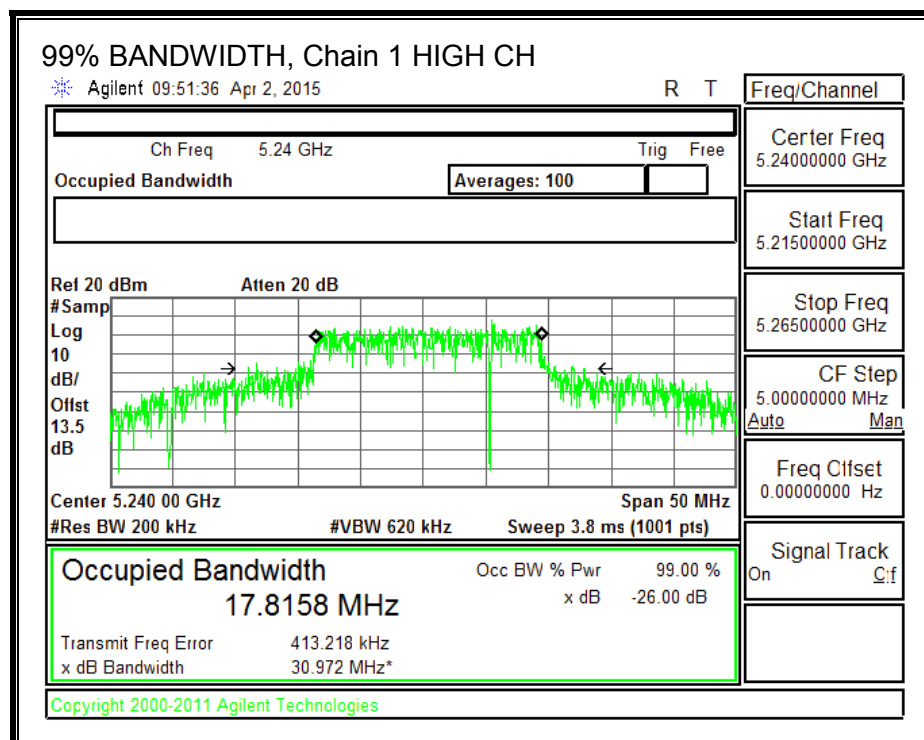 99% BANDWIDTH, Chain 1 HIGH CH
Agilent 09:51:36 Apr 2, 2015 R T
Freq/Channel
Ch Freq 5.24 GHz Trig Free
Occupied Bandwidth Averages: 100
Center Freq
5.24000000 GHz
Start Freq
5.21500000 GHz
Stop Freq
5.26500000 GHz
CF Step
5.00000000 MHz
Auto Man
Freq Offset
0.00000000 Hz
Signal Track
On Off
Ref 20 dBm Atten 20 dB
#Samp
Log
10
dB/
Offst
13.5
dB
Center 5.240 00 GHz Span 50 MHz
#Res BW 200 kHz #VBW 620 kHz Sweep 3.8 ms (1001 pts)
Occupied Bandwidth Occ BW % Pwr 99.00 %
17.8158 MHz x dB -26.00 dB
Transmit Freq Error 413.218 kHz
x dB Bandwidth 30.972 MHz*
Copyright 2000-2011 Agilent Technologies